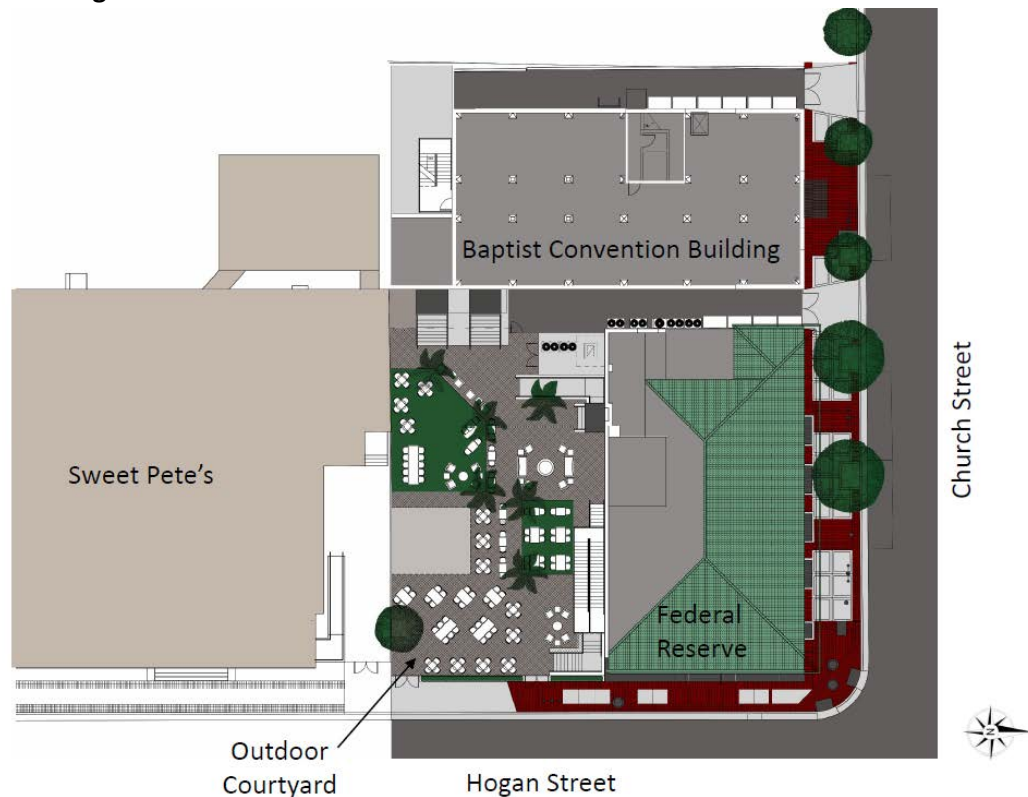 g
Baptist Convention Building
Church Street
Sweet Pete's
Federal
Reserve
Outdoor
Courtyard
Hogan Street
N